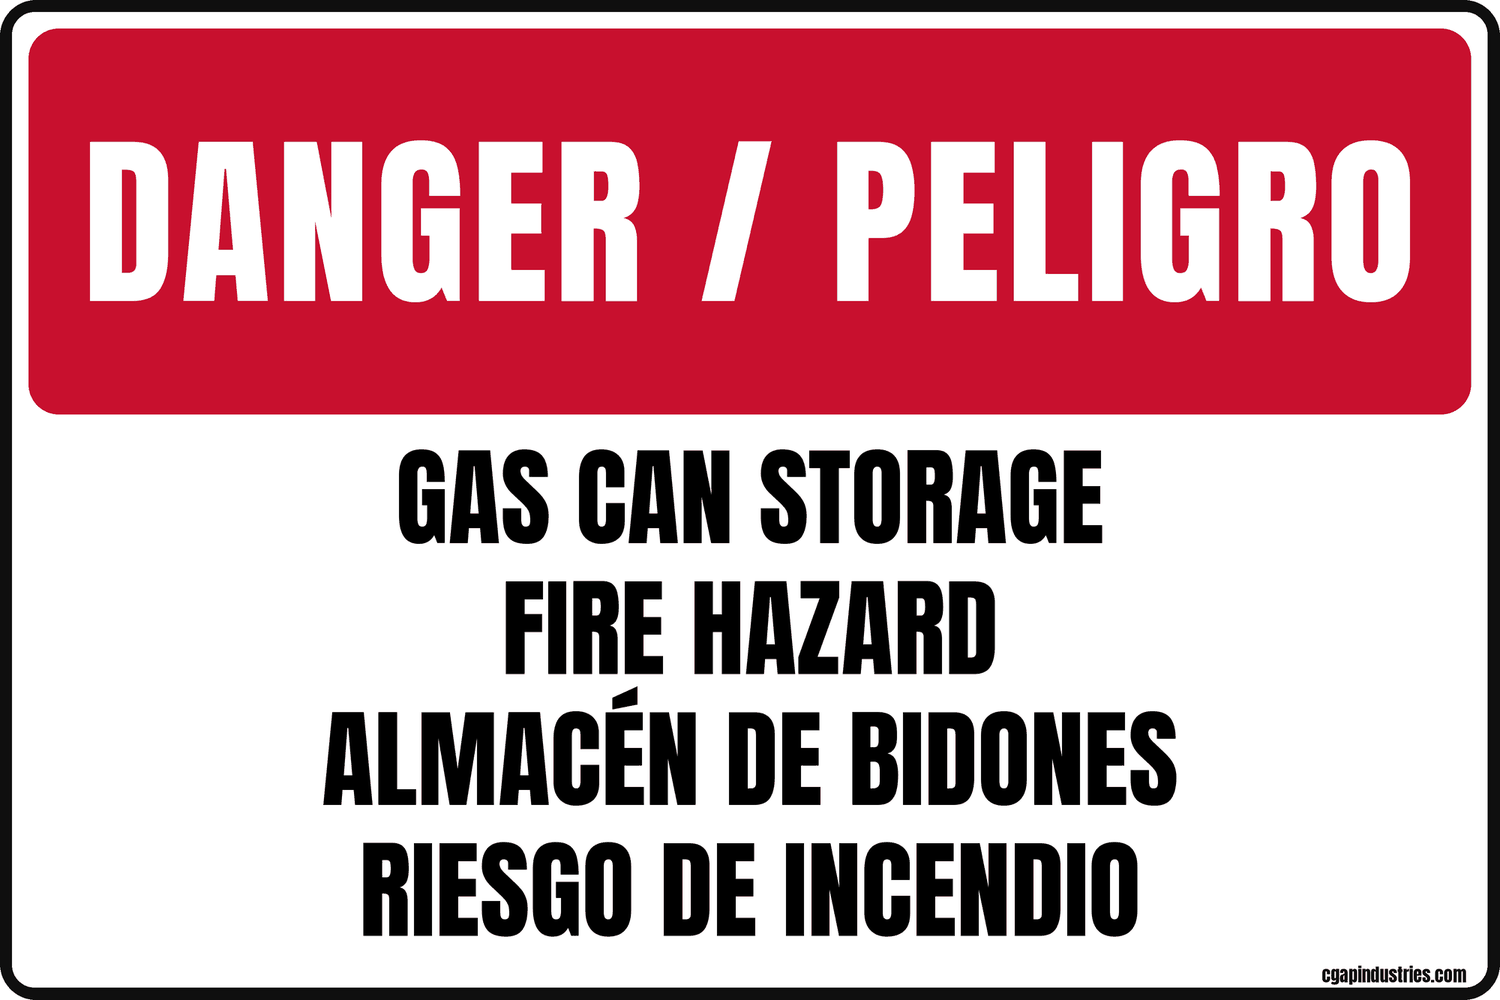 DANGER / PELIGRO
GAS CAN STORAGE
FIRE HAZARD
ALMACÉN DE BIDONES
RIESGO DE INCENDIO
cgapindustries.com